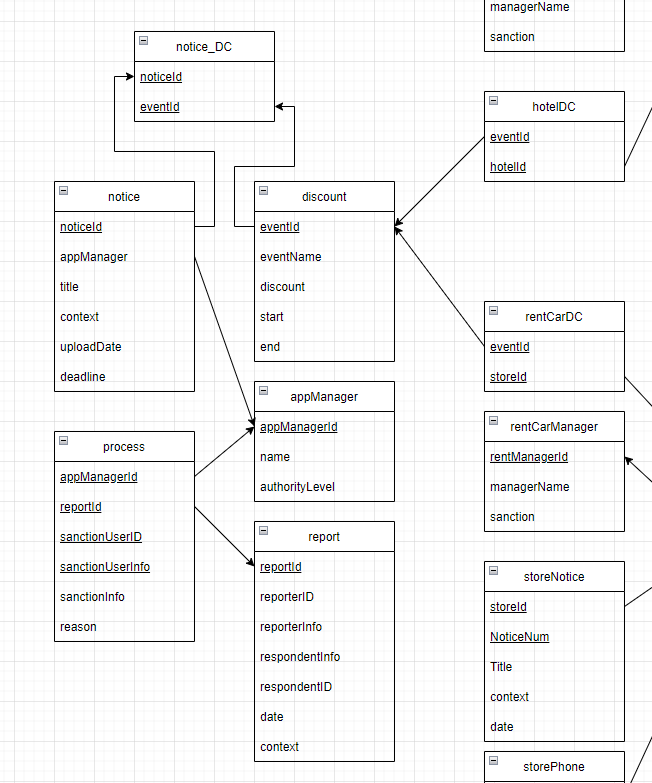 managerName
sanction
notice_DC
noticeId
eventId
hotelDC
eventId
hotelId
notice
noticeId
appManager
title
context
uploadDate
deadline
discount
eventId
eventName
discount
start
end
rentCarDC
eventId
storeId
appManager
appManagerId
name
authorityLevel
rentCarManager
rentManagerId
managerName
sanction
process
appManagerId
reportId
sanctionUserID
sanctionUserInfo
sanctionInfo
reason
report
reportId
reporterID
reporterInfo
respondentInfo
respondentID
date
context
storeNotice
storeId
NoticeNum
Title
context
date
storePhone